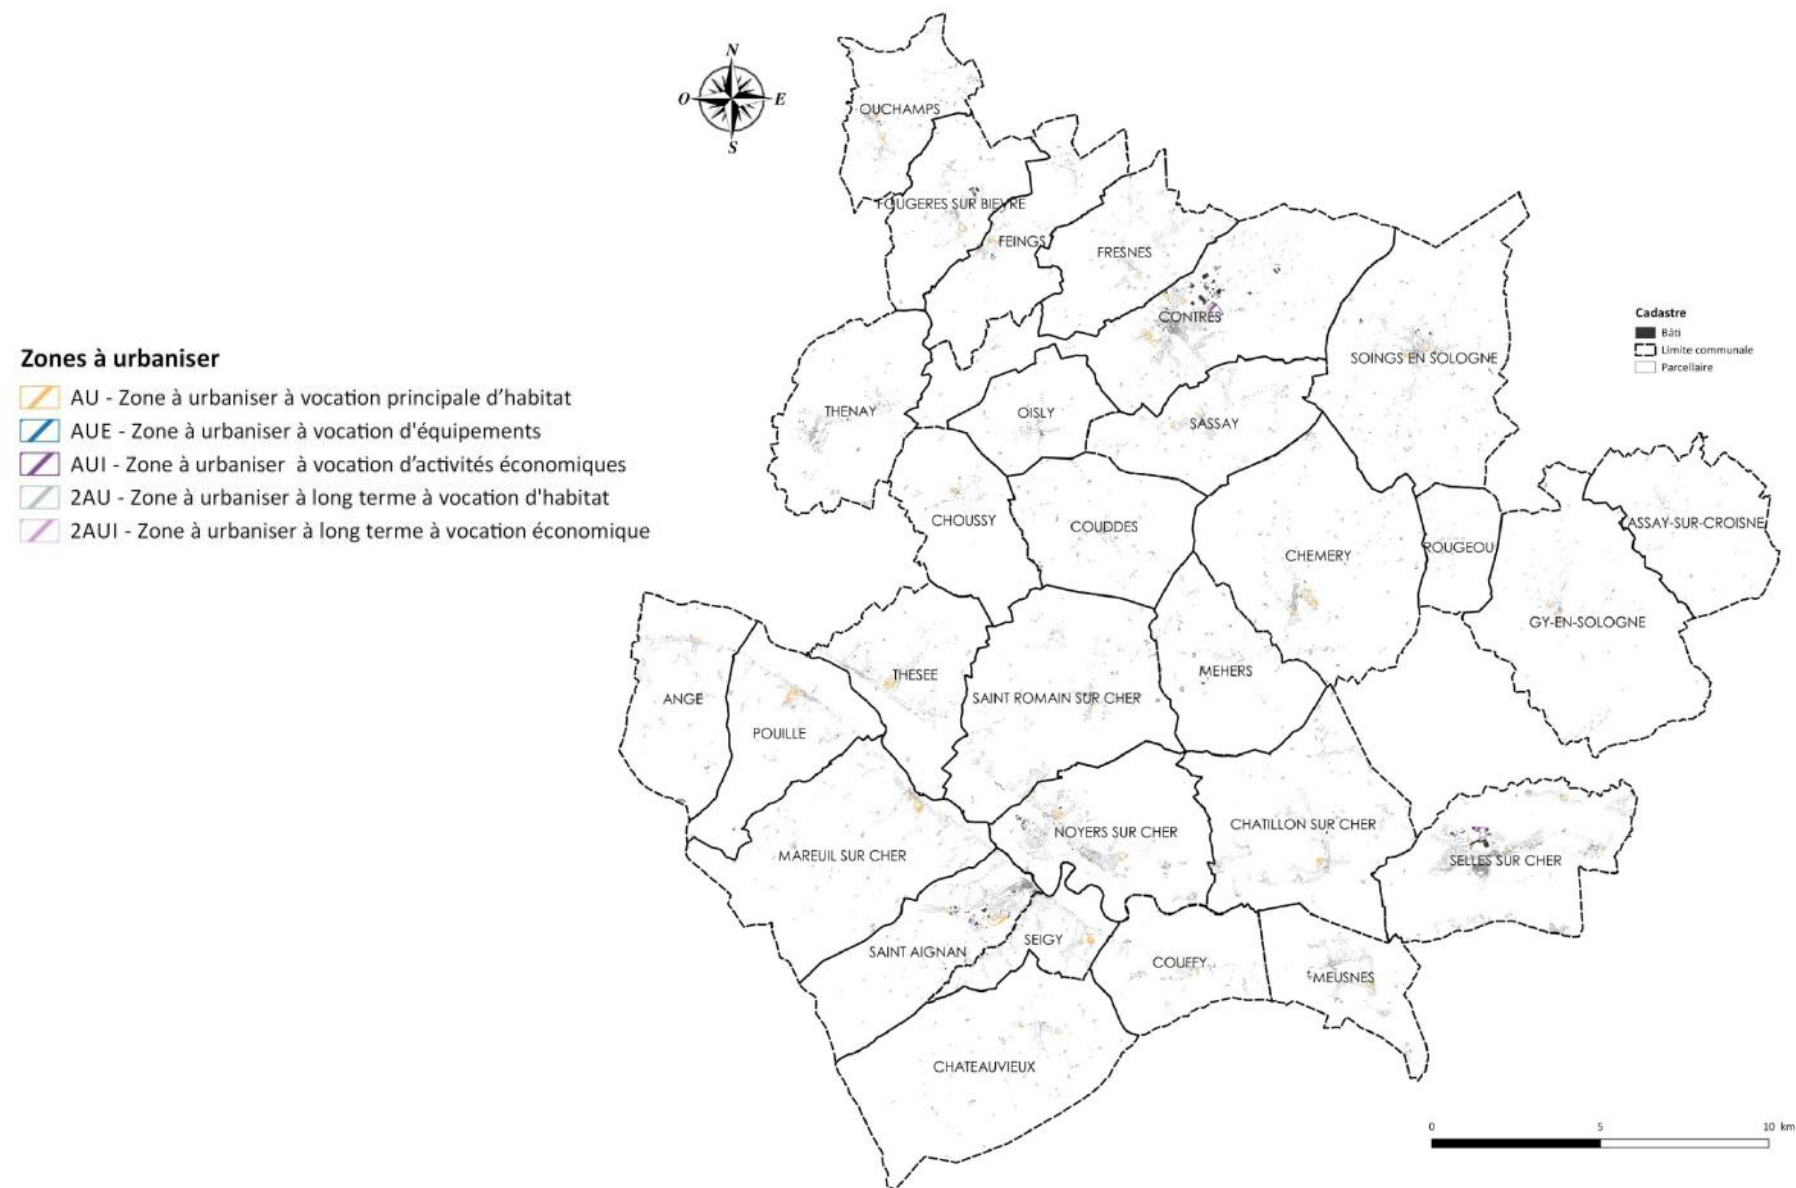 N
O
E
S
OUCHAMPS
FOUGERES SUR BIEVRE
FEINGS
FRESNES
CONTRES
SOINGS EN SOLOGNE
Cadastre
Bâti
Limite communale
Parcellaire
Zones à urbaniser
AU - Zone à urbaniser à vocation principale d'habitat
AUE - Zone à urbaniser à vocation d'équipements
AUI - Zone à urbaniser à vocation d'activités économiques
2AU - Zone à urbaniser à long terme à vocation d'habitat
2AUI - Zone à urbaniser à long terme à vocation économique
THENAY
OISLY
SASSAY
CHOUSSY
COUDDES
CHEMERY
ROUGEOU
ASSAY-SUR-CROISNE
GY-EN-SOLOGNE
ANGE
POUILLE
THESEE
SAINT ROMAIN SUR CHER
MEHERS
MAREUIL SUR CHER
NOYERS SUR CHER
CHATILLON SUR CHER
SELLES SUR CHER
SAINT AIGNAN
SEIGY
COUFFY
MEUSNES
CHATEAUVIEUX
0 5 10 km